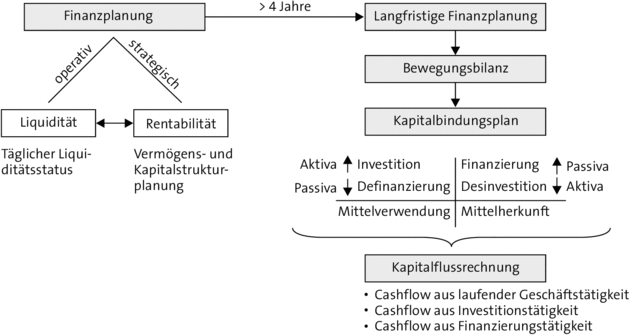 Finanzplanung
> 4 Jahre
Langfristige Finanzplanung
operativ
strategisch
Bewegungsbilanz
Liquidität
Rentabilität
Kapitalbindungsplan
Täglicher Liqui-
ditätsstatus
Vermögens- und
Kapitalstruktur-
planung
Aktiva ↑ Investition
Finanzierung ↑ Passiva
Passiva ↓ Definanzierung
Desinvestition ↓ Aktiva
Mittelverwendung
Mittelherkunft
Kapitalflussrechnung
• Cashflow aus laufender Geschäftstätigkeit
• Cashflow aus Investitionstätigkeit
• Cashflow aus Finanzierungstätigkeit